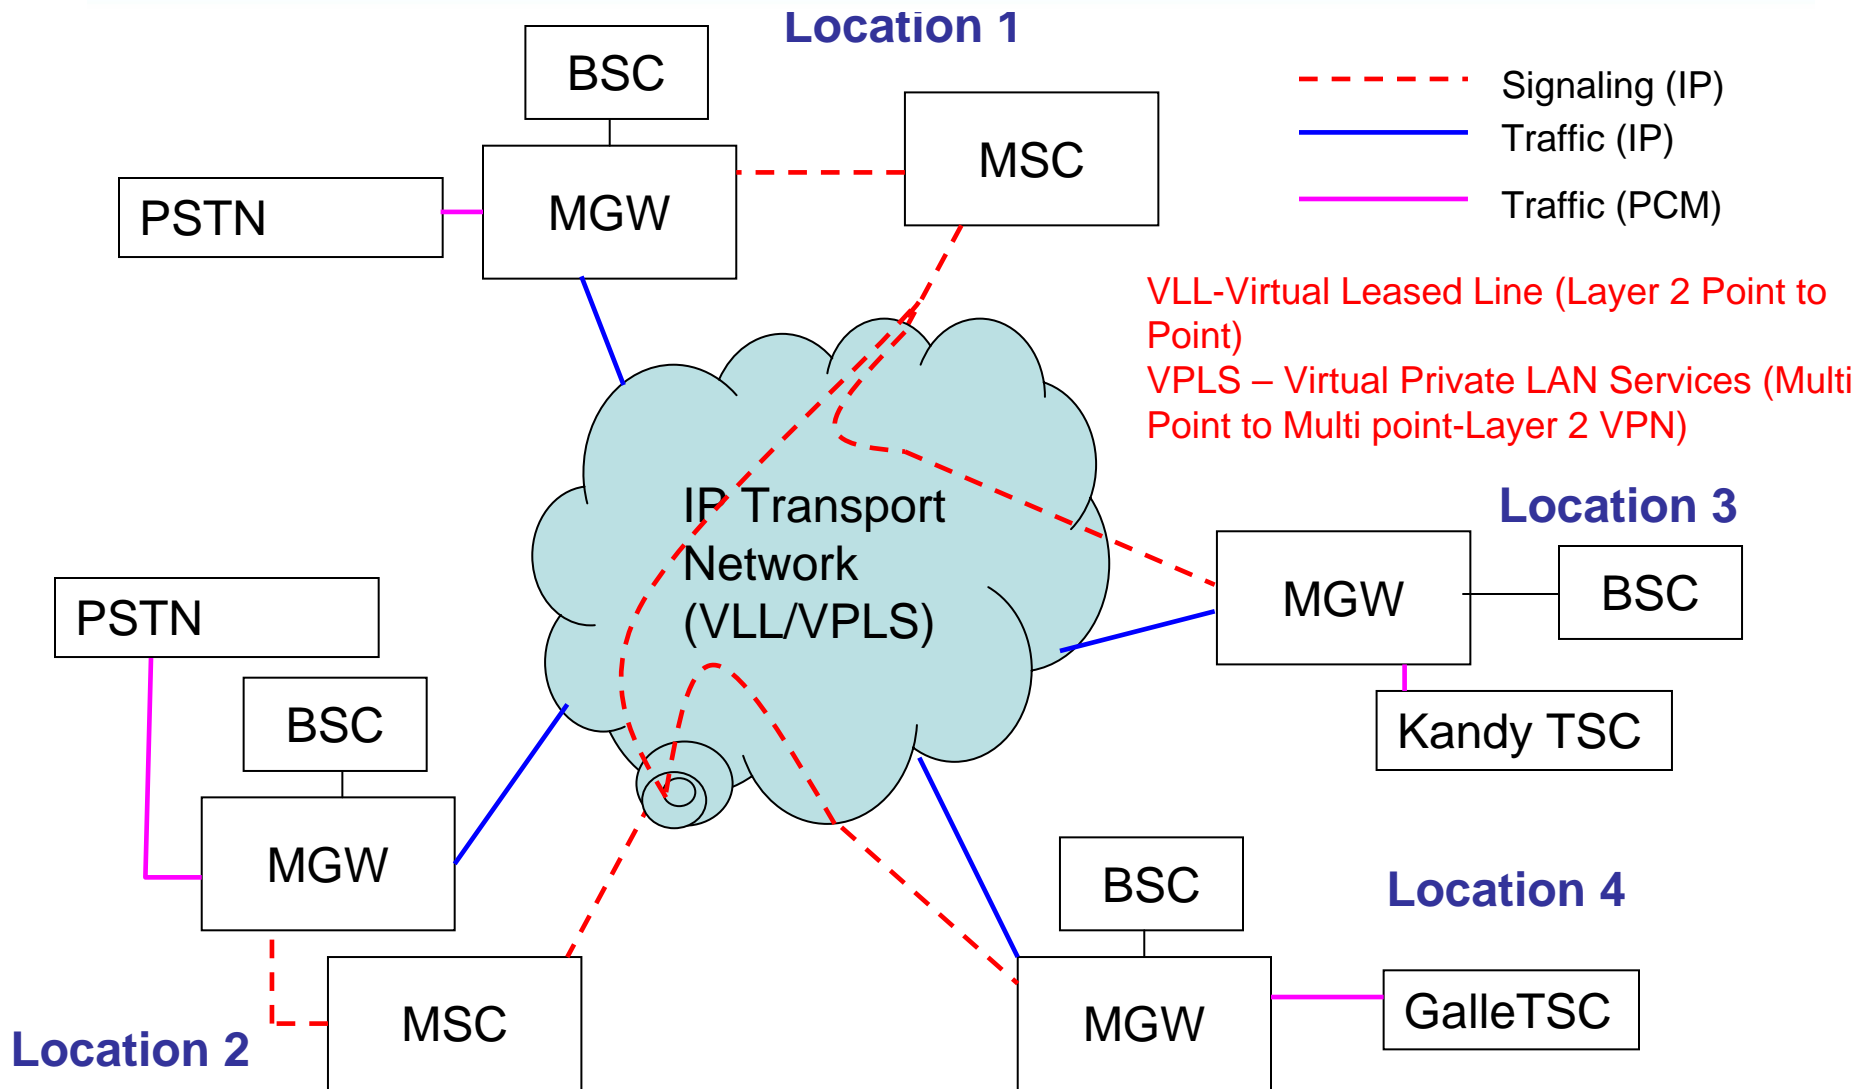 Location 1
BSC
MSC
MGW
PSTN
Signaling (IP)
Traffic (IP)
Traffic (PCM)
VLL-Virtual Leased Line (Layer 2 Point to
Point)
VPLS – Virtual Private LAN Services (Multi
Point to Multi point-Layer 2 VPN)
IP Transport
Network
(VLL/VPLS)
Location 3
MGW
BSC
Kandy TSC
PSTN
BSC
MGW
MSC
Location 2
BSC
Location 4
MGW
GalleTSC